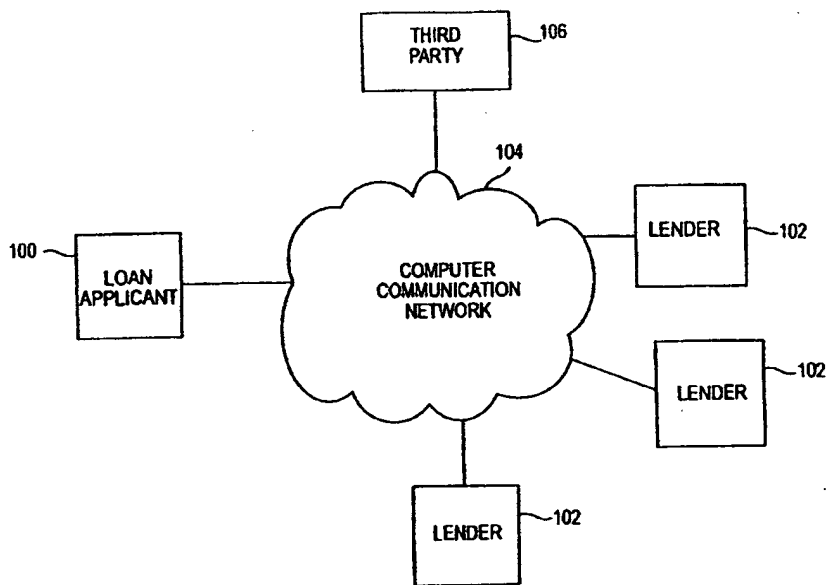 THIRD
PARTY
106
104
100
LOAN
APPLICANT
COMPUTER
COMMUNICATION
NETWORK
LENDER
102
LENDER
102
LENDER
102